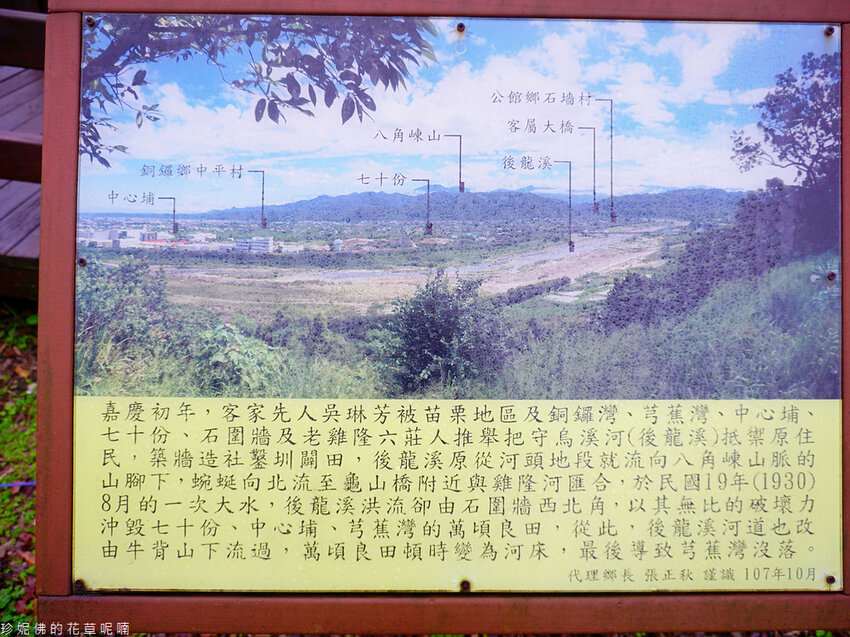 公館鄉石墻村
客屬大橋
八角崠山
後龍溪
銅鑼鄉中平村
七十份
中心埔
嘉慶初年，客家先人吳琳芳被苗栗地區及銅鑼灣、芎蕉灣、中心埔、
七十份、石圍牆及老雞隆六莊人推舉把守烏溪河(後龍溪)抵禦原住
民，築牆造社鑿圳闢田，後龍溪原從河頭地段就流向八角崠山脈的
山腳下，蜿蜒向北流至龜山橋附近與雞隆河匯合，於民國19年(1930)
8月的一次大水，後龍溪洪流卻由石圍牆西北角，以其無比的破壞力
沖毀七十份、中心埔、芎蕉灣的萬頃良田，從此，後龍溪河道也改
由牛背山下流過，萬頃良田頓時變為河床，最後導致芎蕉灣沒落。
代理鄉長 張正秋 謹識 107年10月
珍妮佛的花草呢喃